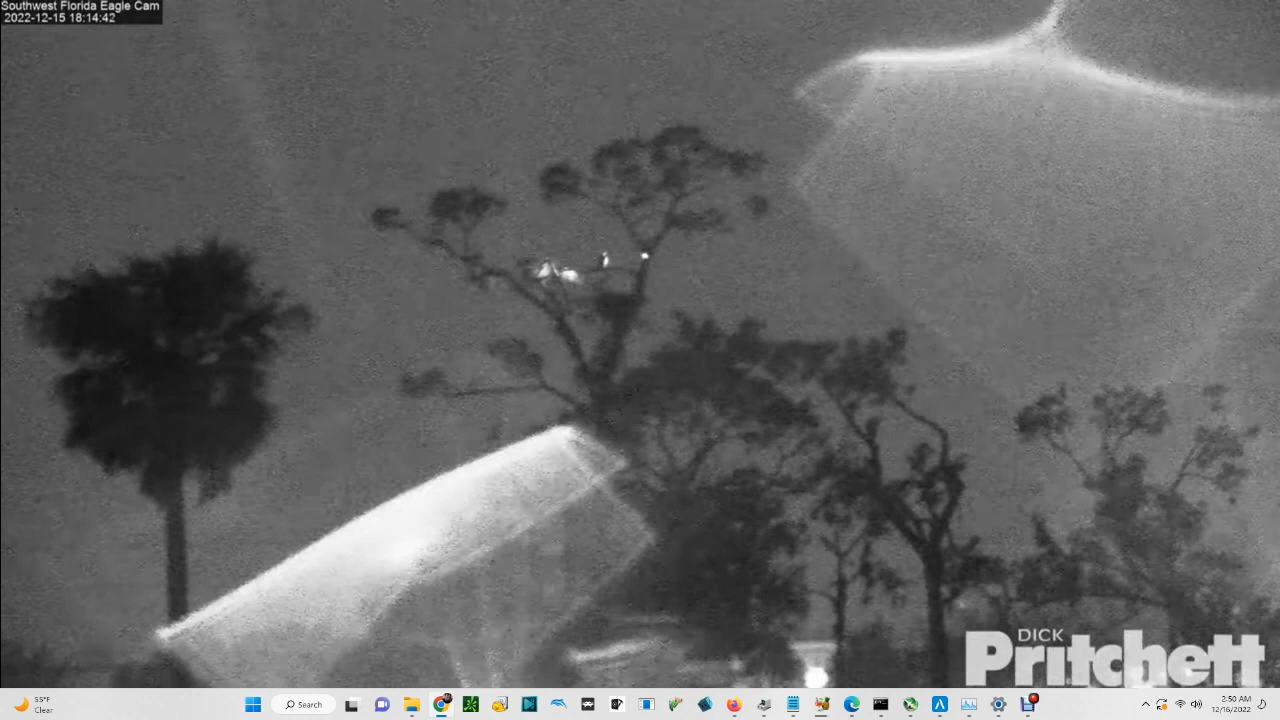 Southwest Florida Eagle Cam
2022-12-15 18:14:42
DICK
Pritchett
55°F
Clear
Search
5:50 AM
12/16/2022